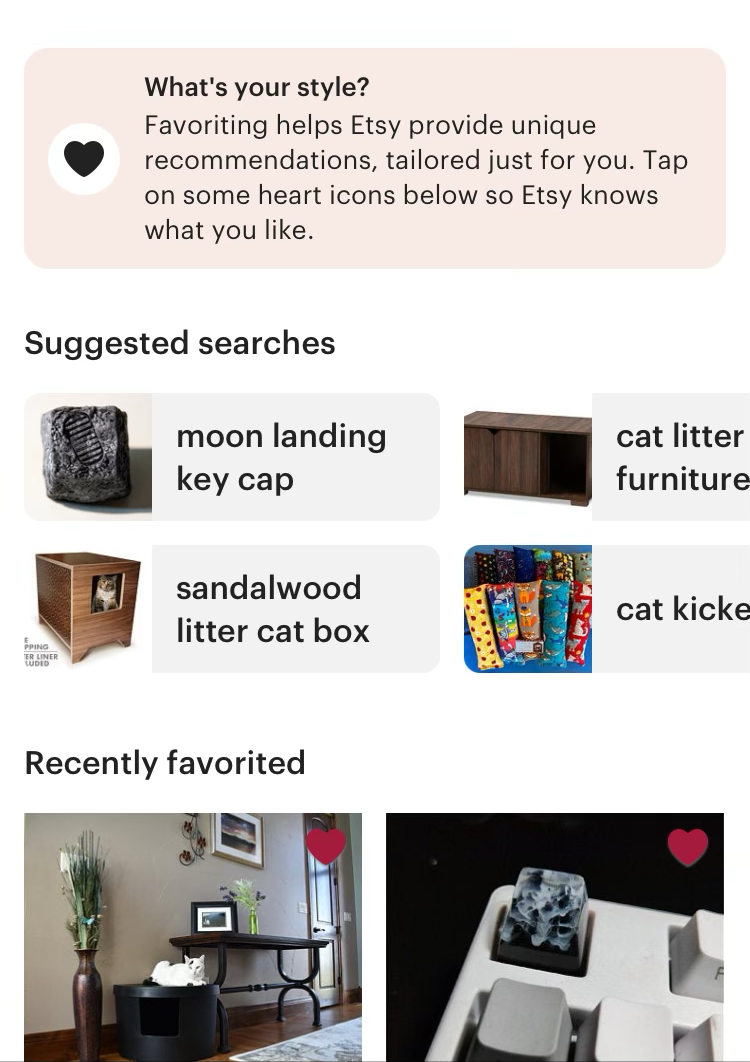 What's your style?
Favoriting helps Etsy provide unique
recommendations, tailored just for you. Tap
on some heart icons below so Etsy knows
what you like.
Suggested searches
moon landing
key cap
cat litter
furniture
sandalwood
litter cat box
PPING
ER LINER
LUDED
cat kicke
Recently favorited